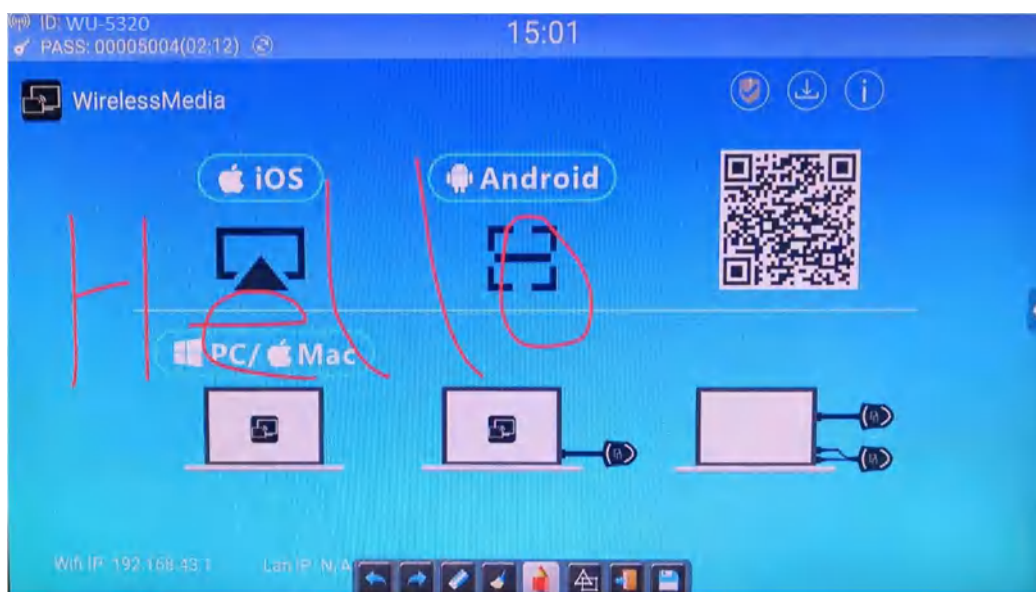 ID: WU-5320
PASS: 00005004(02:12)
15:01
WirelessMedia
iOS
Android
Hello
PC/ Mac
Wifi IP: 192.168.43.1
Lan IP: N/A